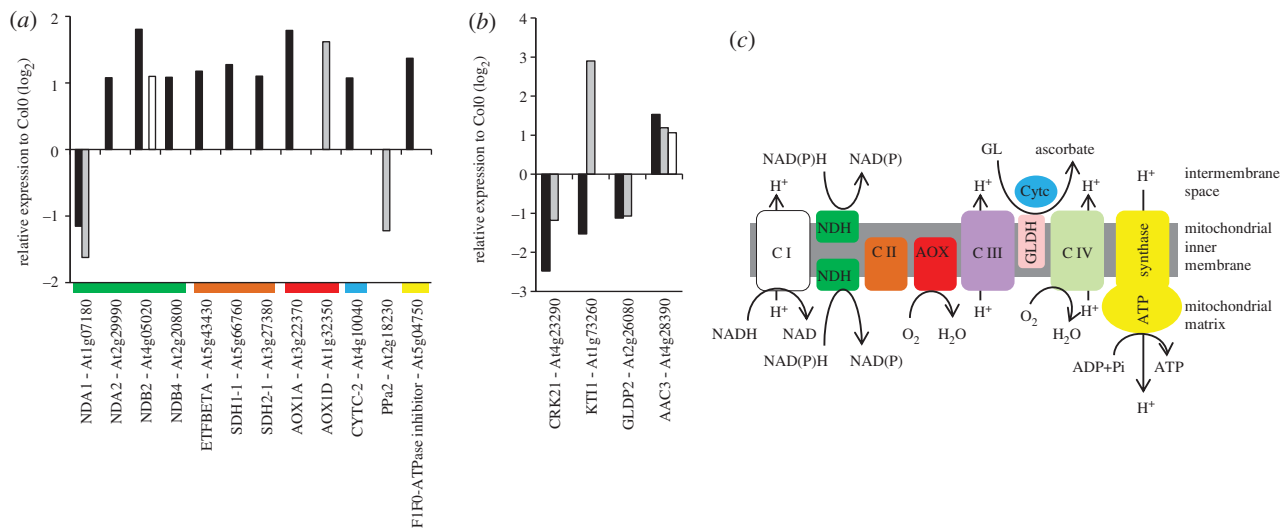 (a)
relative expression to Col0 (log2)
2
1
0
−1
−2
NDA1 - At1g07180
NDA2 - At2g29990
NDB2 - At4g05020
NDB4 - At2g20800
ETFBETA - At5g43430
SDH1-1 - At5g66760
SDH2-1 - At3g27380
AOX1A - At3g22370
AOX1D - At1g32350
CYTC-2 - At4g10040
PPa2 - At2g18230
F1F0-ATPase inhibitor - At5g04750
(b)
relative expression to Col0 (log2)
4
3
2
1
0
−1
−2
−3
CRK21 - At4g23290
KTI1 - At1g73260
GLDP2 - At2g26080
AAC3 - At4g28390
(c)
NAD(P)H
NAD(P)
GL
ascorbate
H+
H+
Cytc
H+
H+
intermembrane
space
C I
NDH
NDH
C II
AOX
C III
GLDH
C IV
synthase
ATP
mitochondrial
inner
membrane
mitochondrial
matrix
H+
H+
H+
NADH
NAD
O2
H2O
O2
H2O
NAD(P)H
NAD(P)
ADP+Pi
ATP
H+